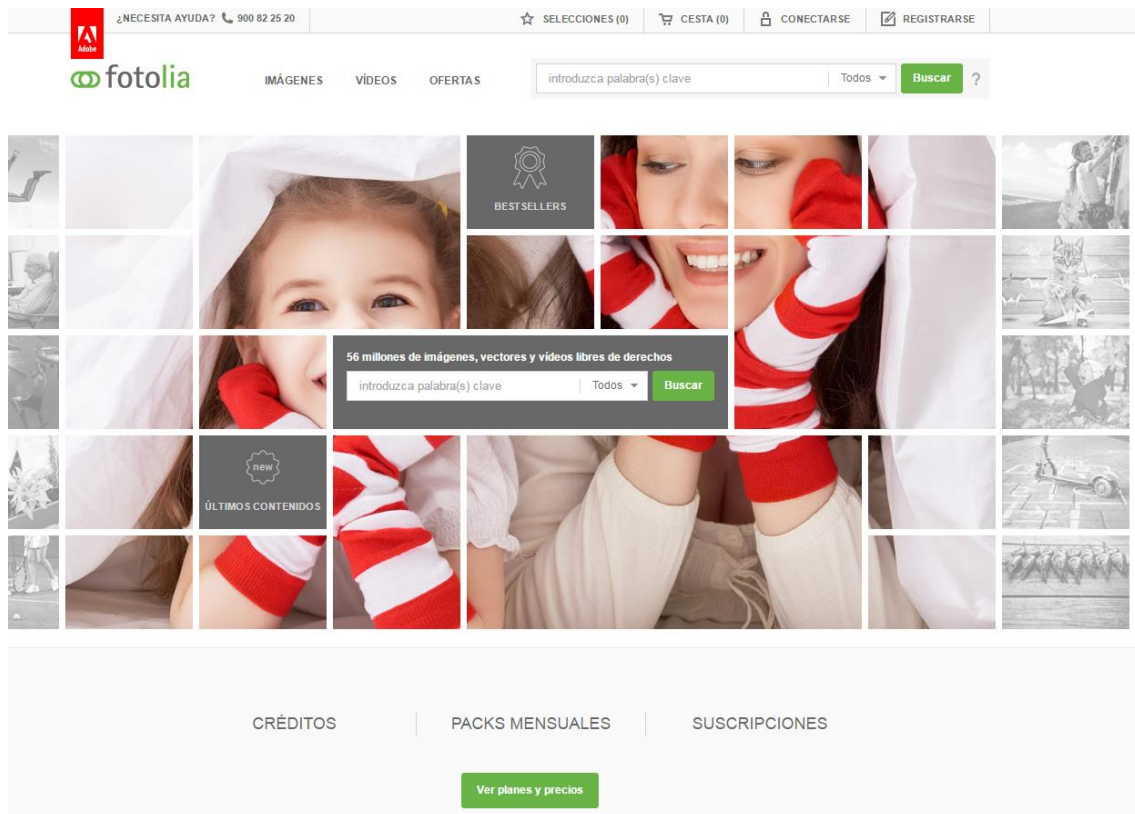 ¿NECESITA AYUDA? 900 82 25 20
SELECCIONES (0)
CESTA (0)
CONECTARSE
REGISTRARSE
Adobe
fotolia
IMÁGENES
VÍDEOS
OFERTAS
introduzca palabra(s) clave
Todos
Buscar
?
BESTSELLERS
56 millones de imágenes, vectores y vídeos libres de derechos
introduzca palabra(s) clave
Todos
Buscar
new
ÚLTIMOS CONTENIDOS
CRÉDITOS
PACKS MENSUALES
SUSCRIPCIONES
Ver planes y precios